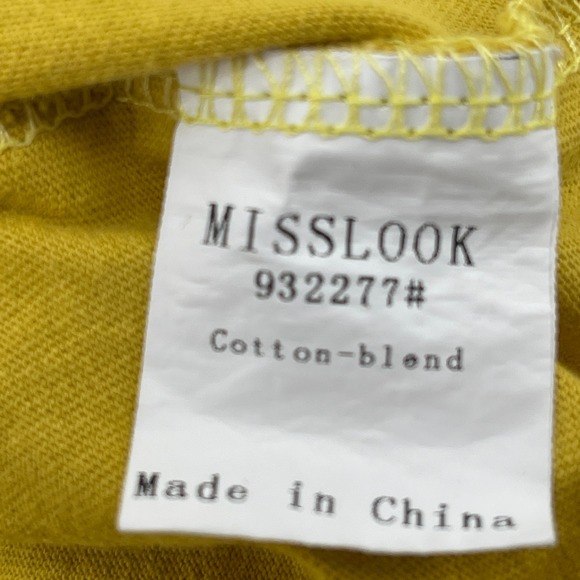 MISSLOOK
932277#
Cotton-blend
Made in China